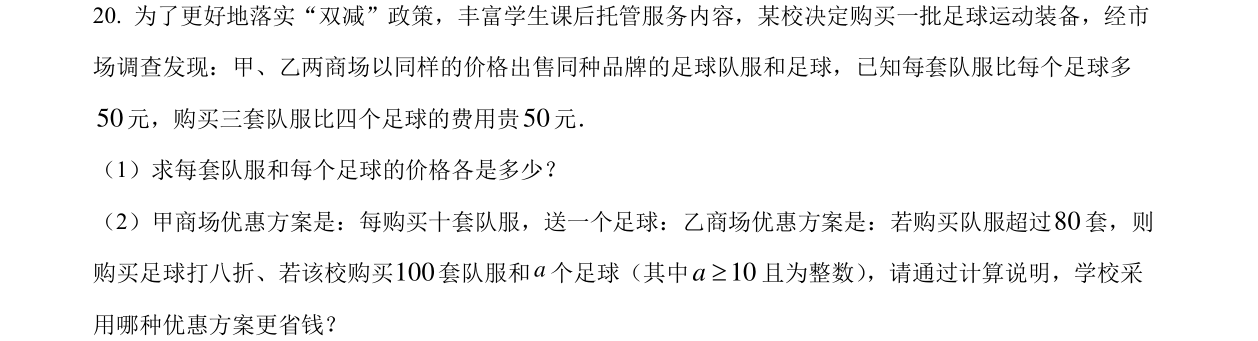 20. 为了更好地落实“双减”政策，丰富学生课后托管服务内容，某校决定购买一批足球运动装备，经市
场调查发现：甲、乙两商场以同样的价格出售同种品牌的足球队服和足球，已知每套队服比每个足球多
50元，购买三套队服比四个足球的费用贵50元．
（1）求每套队服和每个足球的价格各是多少？
（2）甲商场优惠方案是：每购买十套队服，送一个足球：乙商场优惠方案是：若购买队服超过80套，则
购买足球打八折、若该校购买100套队服和a个足球（其中a≥10且为整数），请通过计算说明，学校采
用哪种优惠方案更省钱？